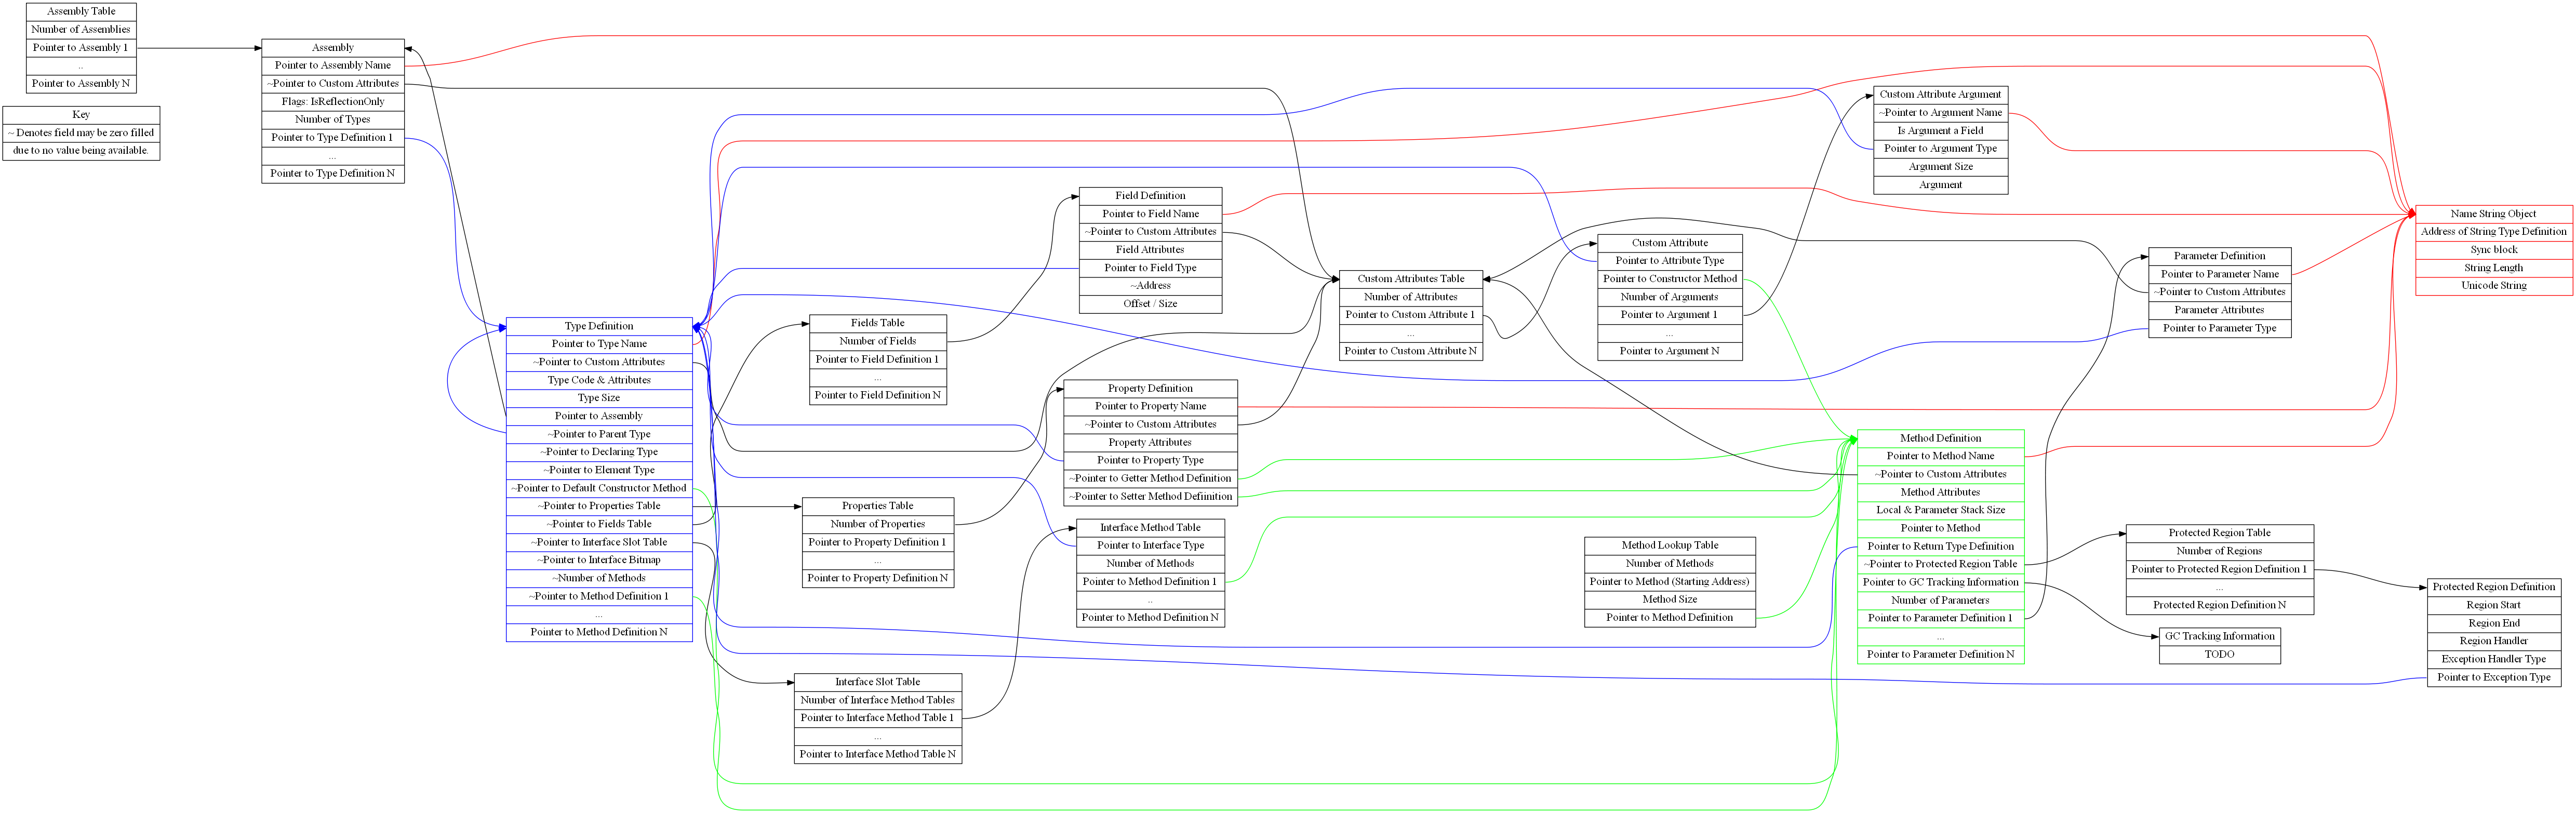 Assembly Table
Number of Assemblies
Pointer to Assembly 1
..
Pointer to Assembly N
Key
~ Denotes field may be zero filled
due to no value being available.
Assembly
Pointer to Assembly Name
~Pointer to Custom Attributes
Flags: IsReflectionOnly
Number of Types
Pointer to Type Definition 1
...
Pointer to Type Definition N
Type Definition
Pointer to Type Name
~Pointer to Custom Attributes
Type Code & Attributes
Type Size
Pointer to Assembly
~Pointer to Parent Type
~Pointer to Declaring Type
~Pointer to Element Type
~Pointer to Default Constructor Method
~Pointer to Properties Table
~Pointer to Fields Table
~Pointer to Interface Slot Table
~Pointer to Interface Bitmap
~Number of Methods
~Pointer to Method Definition 1
...
Pointer to Method Definition N
Fields Table
Number of Fields
Pointer to Field Definition 1
...
Pointer to Field Definition N
Properties Table
Number of Properties
Pointer to Property Definition 1
...
Pointer to Property Definition N
Interface Slot Table
Number of Interface Method Tables
Pointer to Interface Method Table 1
...
Pointer to Interface Method Table N
Field Definition
Pointer to Field Name
~Pointer to Custom Attributes
Field Attributes
Pointer to Field Type
~Address
Offset / Size
Property Definition
Pointer to Property Name
~Pointer to Custom Attributes
Property Attributes
Pointer to Property Type
~Pointer to Getter Method Definition
~Pointer to Setter Method Defiinition
Interface Method Table
Pointer to Interface Type
Number of Methods
Pointer to Method Definition 1
..
Pointer to Method Definition N
Custom Attributes Table
Number of Attributes
Pointer to Custom Attribute 1
...
Pointer to Custom Attribute N
Custom Attribute
Pointer to Attribute Type
Pointer to Constructor Method
Number of Arguments
Pointer to Argument 1
...
Pointer to Argument N
Method Lookup Table
Number of Methods
Pointer to Method (Starting Address)
Method Size
Pointer to Method Definition
Custom Attribute Argument
~Pointer to Argument Name
Is Argument a Field
Pointer to Argument Type
Argument Size
Argument
Method Definition
Pointer to Method Name
~Pointer to Custom Attributes
Method Attributes
Local & Parameter Stack Size
Pointer to Method
Pointer to Return Type Definition
~Pointer to Protected Region Table
Pointer to GC Tracking Information
Number of Parameters
Pointer to Parameter Definition 1
...
Pointer to Parameter Definition N
Parameter Definition
Pointer to Parameter Name
~Pointer to Custom Attributes
Parameter Attributes
Pointer to Parameter Type
Protected Region Table
Number of Regions
Pointer to Protected Region Definition 1
...
Protected Region Definition N
GC Tracking Information
TODO
Name String Object
Address of String Type Definition
Sync block
String Length
Unicode String
Protected Region Definition
Region Start
Region End
Region Handler
Exception Handler Type
Pointer to Exception Type